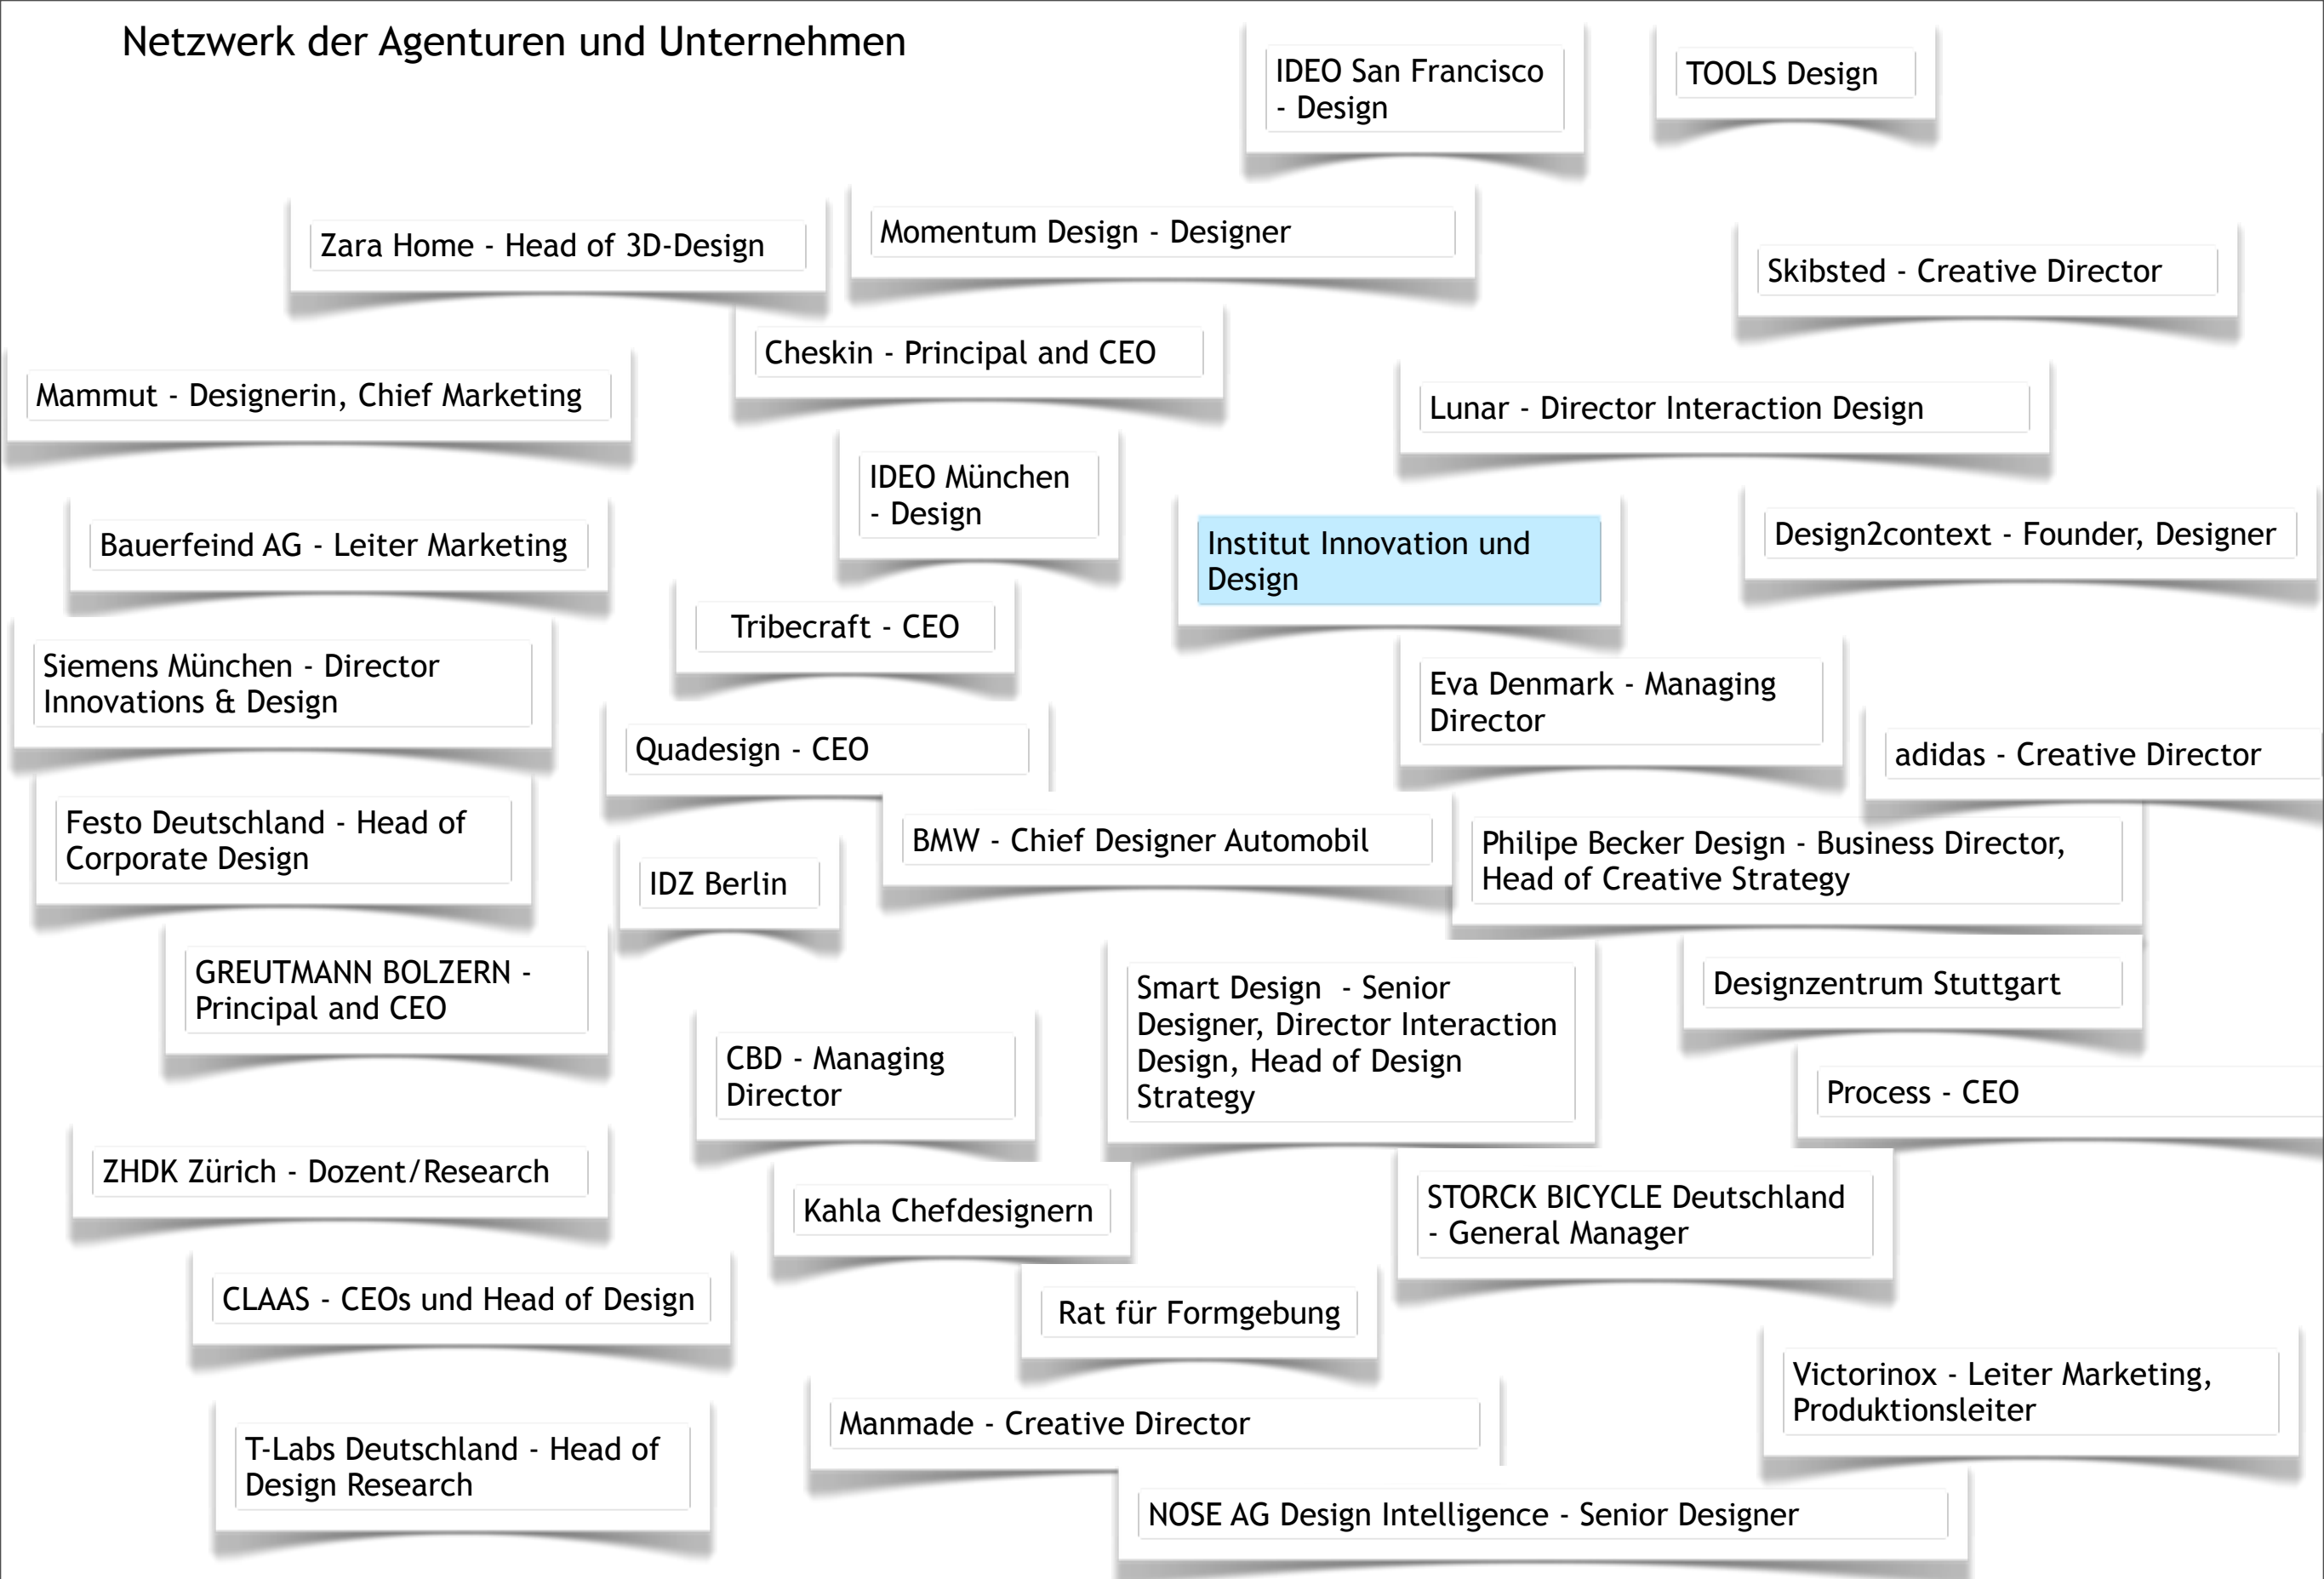 Netzwerk der Agenturen und Unternehmen
IDEO San Francisco
- Design
TOOLS Design
Zara Home - Head of 3D-Design
Momentum Design - Designer
Skibsted - Creative Director
Cheskin - Principal and CEO
Mammut - Designerin, Chief Marketing
Lunar - Director Interaction Design
IDEO München
- Design
Bauerfeind AG - Leiter Marketing
Institut Innovation und
Design
Design2context - Founder, Designer
Tribecraft - CEO
Siemens München - Director
Innovations & Design
Eva Denmark - Managing
Director
Quadesign - CEO
adidas - Creative Director
Festo Deutschland - Head of
Corporate Design
BMW - Chief Designer Automobil
Philipe Becker Design - Business Director,
Head of Creative Strategy
IDZ Berlin
GREUTMANN BOLZERN -
Principal and CEO
Smart Design  - Senior
Designer, Director Interaction
Design, Head of Design
Strategy
Designzentrum Stuttgart
CBD - Managing
Director
Process - CEO
ZHDK Zürich - Dozent/Research
Kahla Chefdesignern
STORCK BICYCLE Deutschland
- General Manager
CLAAS - CEOs und Head of Design
Rat für Formgebung
Victorinox - Leiter Marketing,
Produktionsleiter
Manmade - Creative Director
T-Labs Deutschland - Head of
Design Research
NOSE AG Design Intelligence - Senior Designer